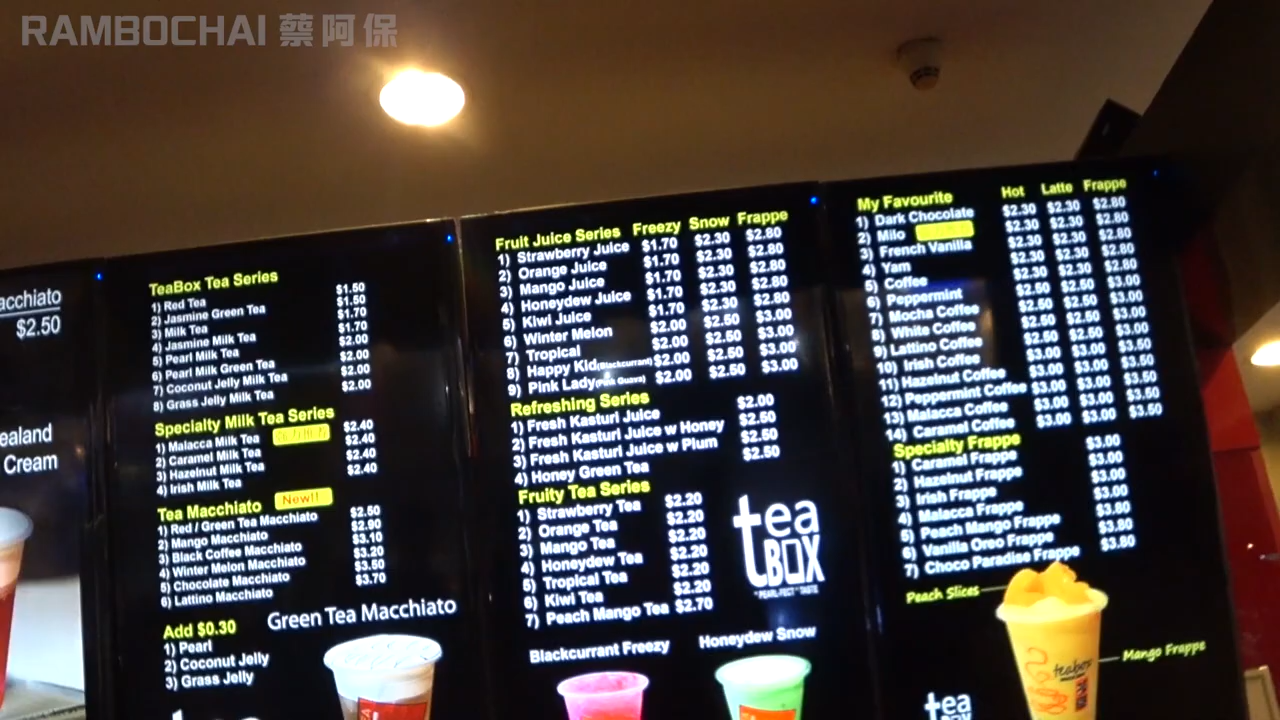 RAMBOCHAI 蔡阿保
acchiato
$2.50
ealand
Cream
TeaBox Tea Series
1) Red Tea $1.50
2) Jasmine Green Tea $1.50
3) Milk Tea $1.70
4) Jasmine Milk Tea $1.70
5) Pearl Milk Tea $2.00
6) Pearl Milk Green Tea $2.00
7) Coconut Jelly Milk Tea $2.00
8) Grass Jelly Milk Tea $2.00
Specialty Milk Tea Series
1) Malacca Milk Tea $2.40
2) Caramel Milk Tea $2.40
3) Hazelnut Milk Tea $2.40
4) Irish Milk Tea $2.40
Tea Macchiato New!!
1) Red / Green Tea Macchiato $2.50
2) Mango Macchiato $2.90
3) Black Coffee Macchiato $3.10
4) Winter Melon Macchiato $3.20
5) Chocolate Macchiato $3.50
6) Lattino Macchiato $3.70
Add $0.30
1) Pearl
2) Coconut Jelly
3) Grass Jelly
Green Tea Macchiato
tea
Fruit Juice Series Freezy Snow Frappe
1) Strawberry Juice $1.70 $2.30 $2.80
2) Orange Juice $1.70 $2.30 $2.80
3) Mango Juice $1.70 $2.30 $2.80
4) Honeydew Juice $1.70 $2.30 $2.80
5) Kiwi Juice $1.70 $2.30 $2.80
6) Winter Melon $2.00 $2.50 $3.00
7) Tropical $2.00 $2.50 $3.00
8) Happy Kid(Blackcurrant) $2.00 $2.50 $3.00
9) Pink Lady(Pink Guava) $2.00 $2.50 $3.00
Refreshing Series
1) Fresh Kasturi Juice $2.00
2) Fresh Kasturi Juice w Honey $2.50
3) Fresh Kasturi Juice w Plum $2.50
4) Honey Green Tea $2.50
Fruity Tea Series
1) Strawberry Tea $2.20
2) Orange Tea $2.20
3) Mango Tea $2.20
4) Honeydew Tea $2.20
5) Tropical Tea $2.20
6) Kiwi Tea $2.20
7) Peach Mango Tea $2.70
tea
BOX
"PEARL-FECT" TASTE
Blackcurrant Freezy
Honeydew Snow
My Favourite Hot Latte Frappe
1) Dark Chocolate $2.30 $2.30 $2.80
2) Milo $2.30 $2.30 $2.80
3) French Vanilla $2.30 $2.30 $2.80
4) Yam $2.30 $2.30 $2.80
5) Coffee $2.30 $2.30 $2.80
6) Peppermint $2.50 $2.50 $3.00
7) Mocha Coffee $2.50 $2.50 $3.00
8) White Coffee $2.50 $2.50 $3.00
9) Lattino Coffee $2.50 $2.50 $3.00
10) Irish Coffee $3.00 $3.00 $3.50
11) Hazelnut Coffee $3.00 $3.00 $3.50
12) Peppermint Coffee $3.00 $3.00 $3.50
13) Malacca Coffee $3.00 $3.00 $3.50
14) Caramel Coffee $3.00 $3.00 $3.50
Specialty Frappe
1) Caramel Frappe $3.00
2) Hazelnut Frappe $3.00
3) Irish Frappe $3.00
4) Malacca Frappe $3.00
5) Peach Mango Frappe $3.80
6) Vanilla Oreo Frappe $3.80
7) Choco Paradise Frappe $3.80
Peach Slices
Mango Frappe
teabox
tea
BOX